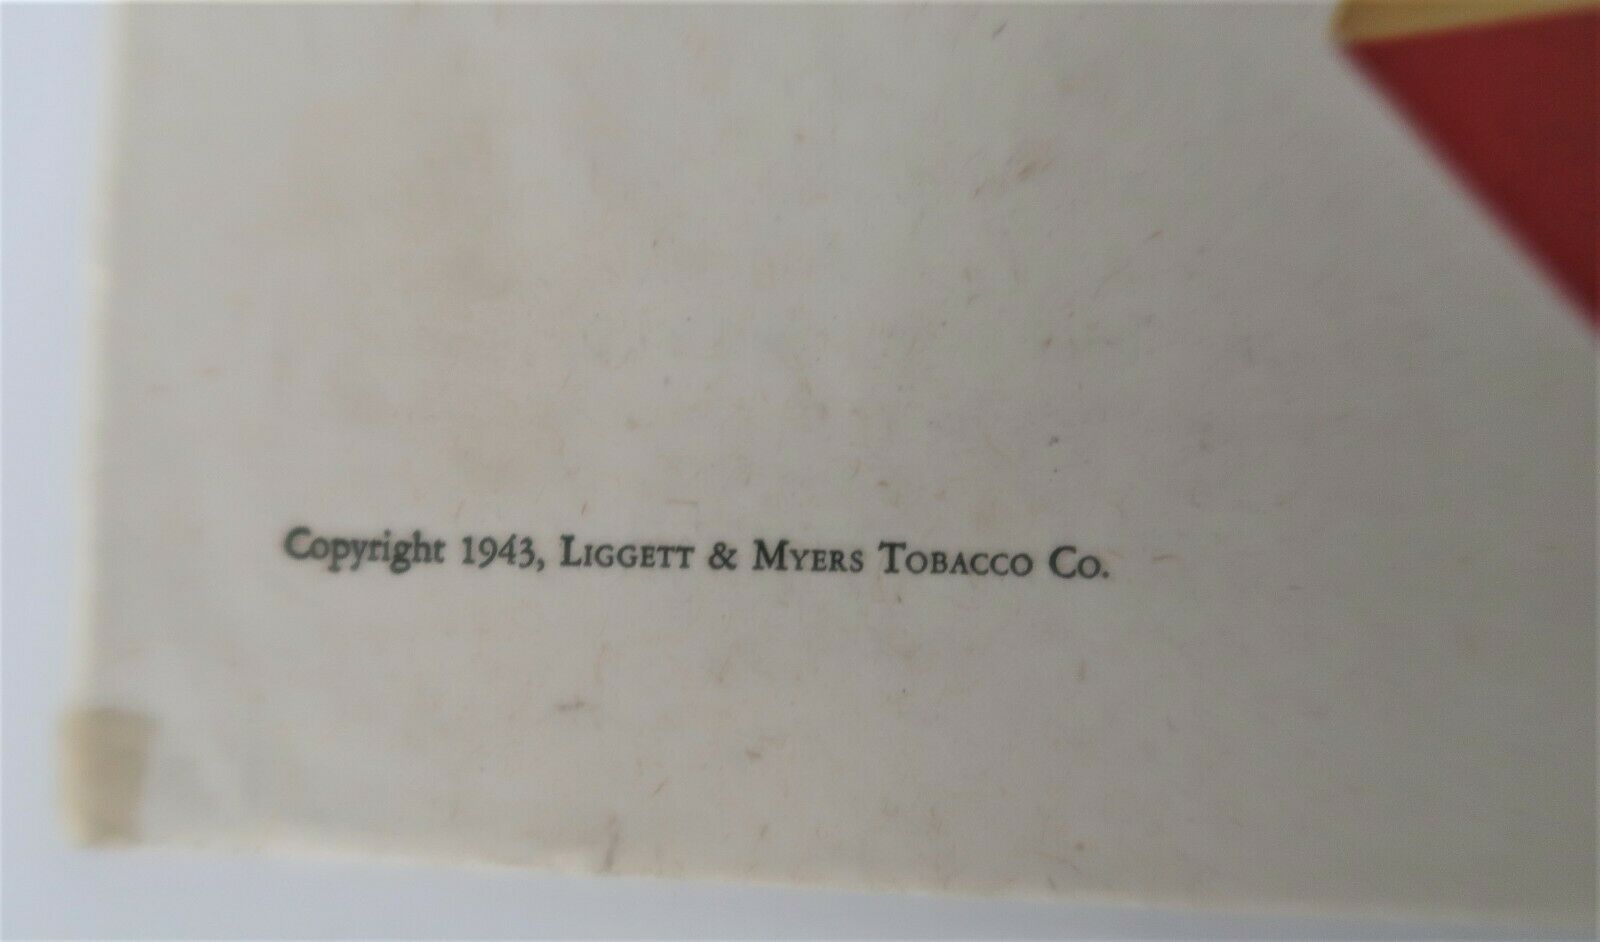 Copyright 1943, LIGGETT & MYERS TOBACCO CO.